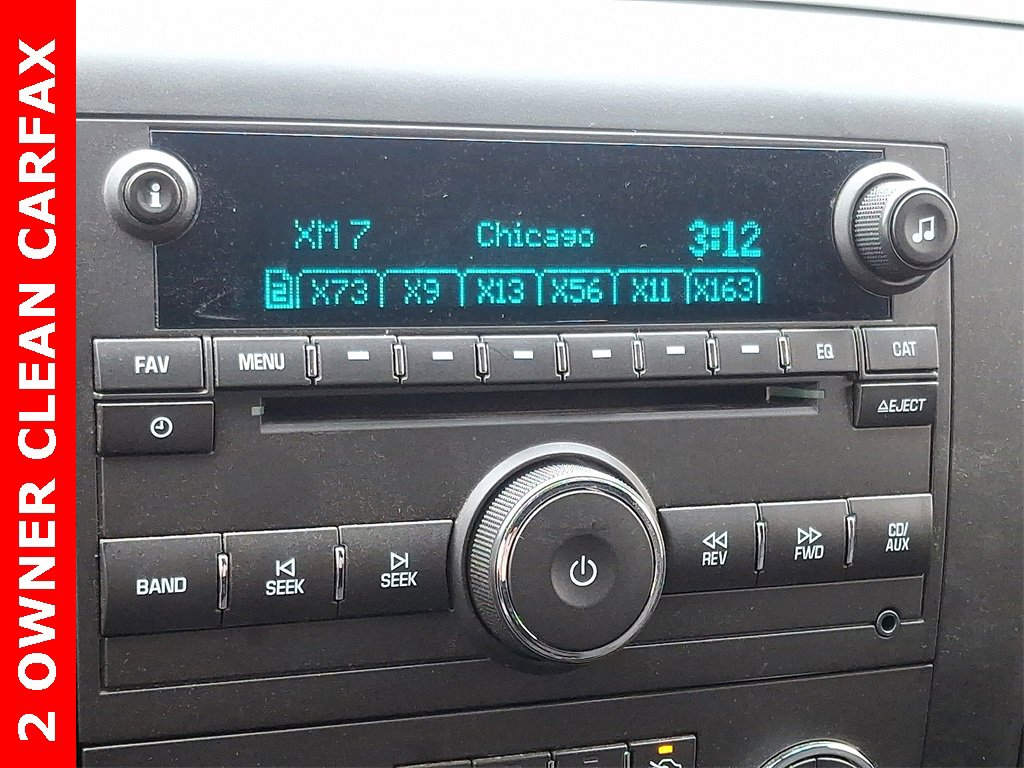 2 OWNER CLEAN CARFAX
i
XM 7 Chicago 3:12
2 X73 X9 X13 X56 X11 X163
FAV MENU EQ CAT
EJECT
BAND SEEK SEEK REV FWD CD/
AUX